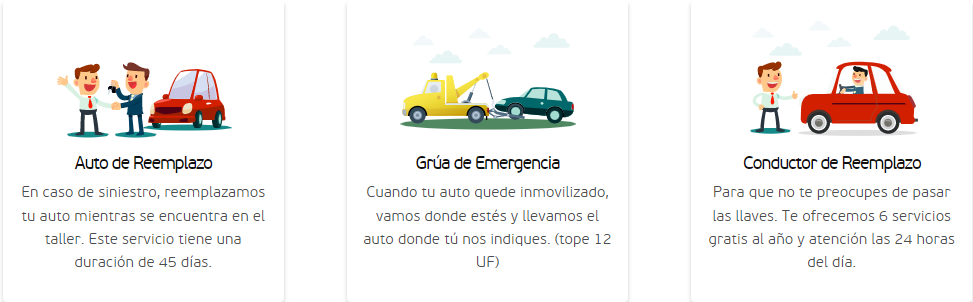 Auto de Reemplazo
En caso de siniestro, reemplazamos
tu auto mientras se encuentra en el
taller. Este servicio tiene una
duración de 45 días.
Grúa de Emergencia
Cuando tu auto quede inmovilizado,
vamos donde estés y llevamos el
auto donde tú nos indiques. (tope 12
UF)
Conductor de Reemplazo
Para que no te preocupes de pasar
las llaves. Te ofrecemos 6 servicios
gratis al año y atención las 24 horas
del día.